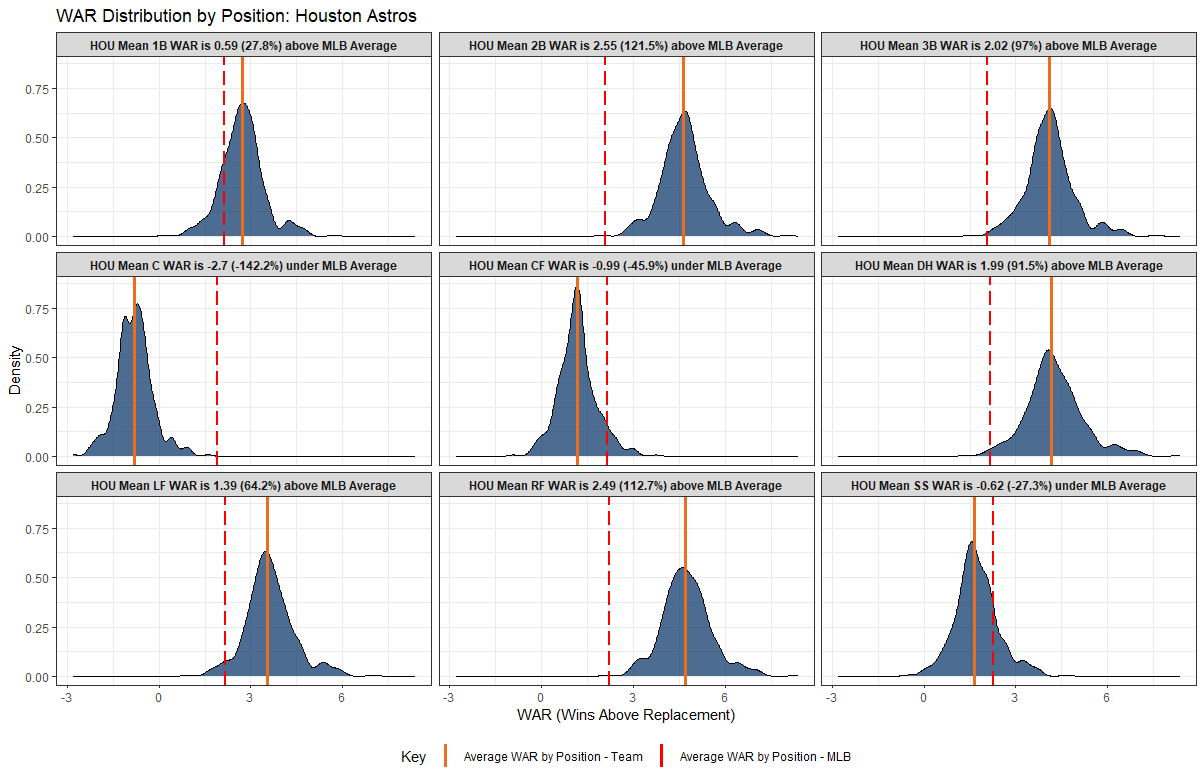 WAR Distribution by Position: Houston Astros
HOU Mean 1B WAR is 0.59 (27.8%) above MLB Average
HOU Mean 2B WAR is 2.55 (121.5%) above MLB Average
HOU Mean 3B WAR is 2.02 (97%) above MLB Average
0.75
0.50
0.25
0.00
HOU Mean C WAR is -2.7 (-142.2%) under MLB Average
HOU Mean CF WAR is -0.99 (-45.9%) under MLB Average
HOU Mean DH WAR is 1.99 (91.5%) above MLB Average
Density
0.75
0.50
0.25
0.00
HOU Mean LF WAR is 1.39 (64.2%) above MLB Average
HOU Mean RF WAR is 2.49 (112.7%) above MLB Average
HOU Mean SS WAR is -0.62 (-27.3%) under MLB Average
0.75
0.50
0.25
0.00
-3 0 3 6
-3 0 3 6
-3 0 3 6
WAR (Wins Above Replacement)
Key
Average WAR by Position - Team
Average WAR by Position - MLB